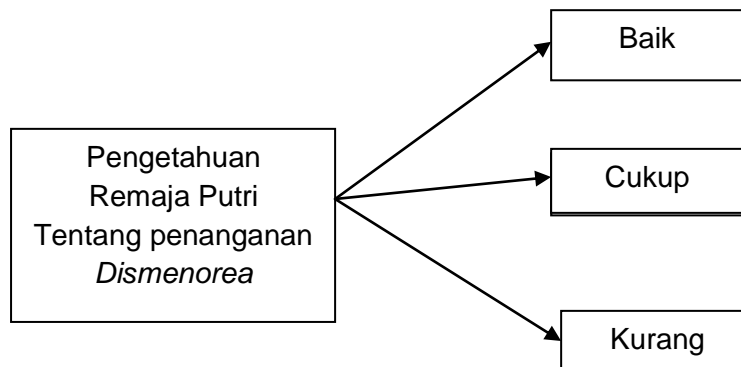 Pengetahuan
Remaja Putri
Tentang penanganan
Dismenorea
Baik
Cukup
Kurang